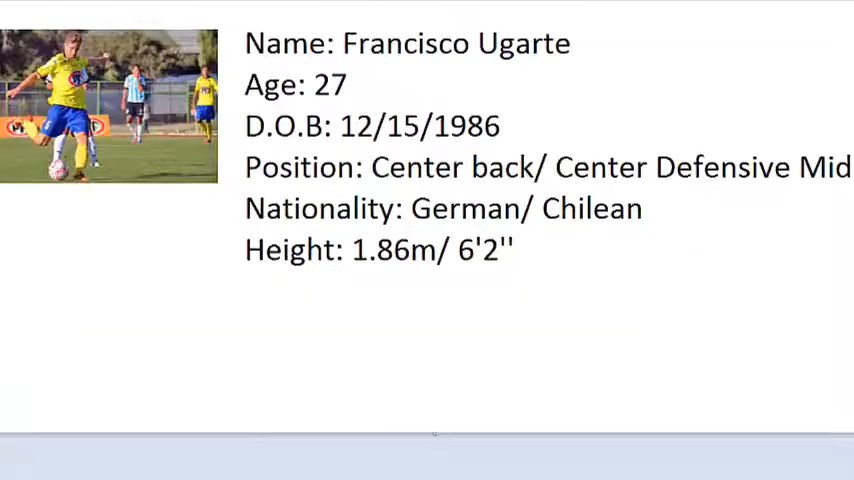 Name: Francisco Ugarte
Age: 27
D.O.B: 12/15/1986
Position: Center back/ Center Defensive Mid
Nationality: German/ Chilean
Height: 1.86m/ 6'2''